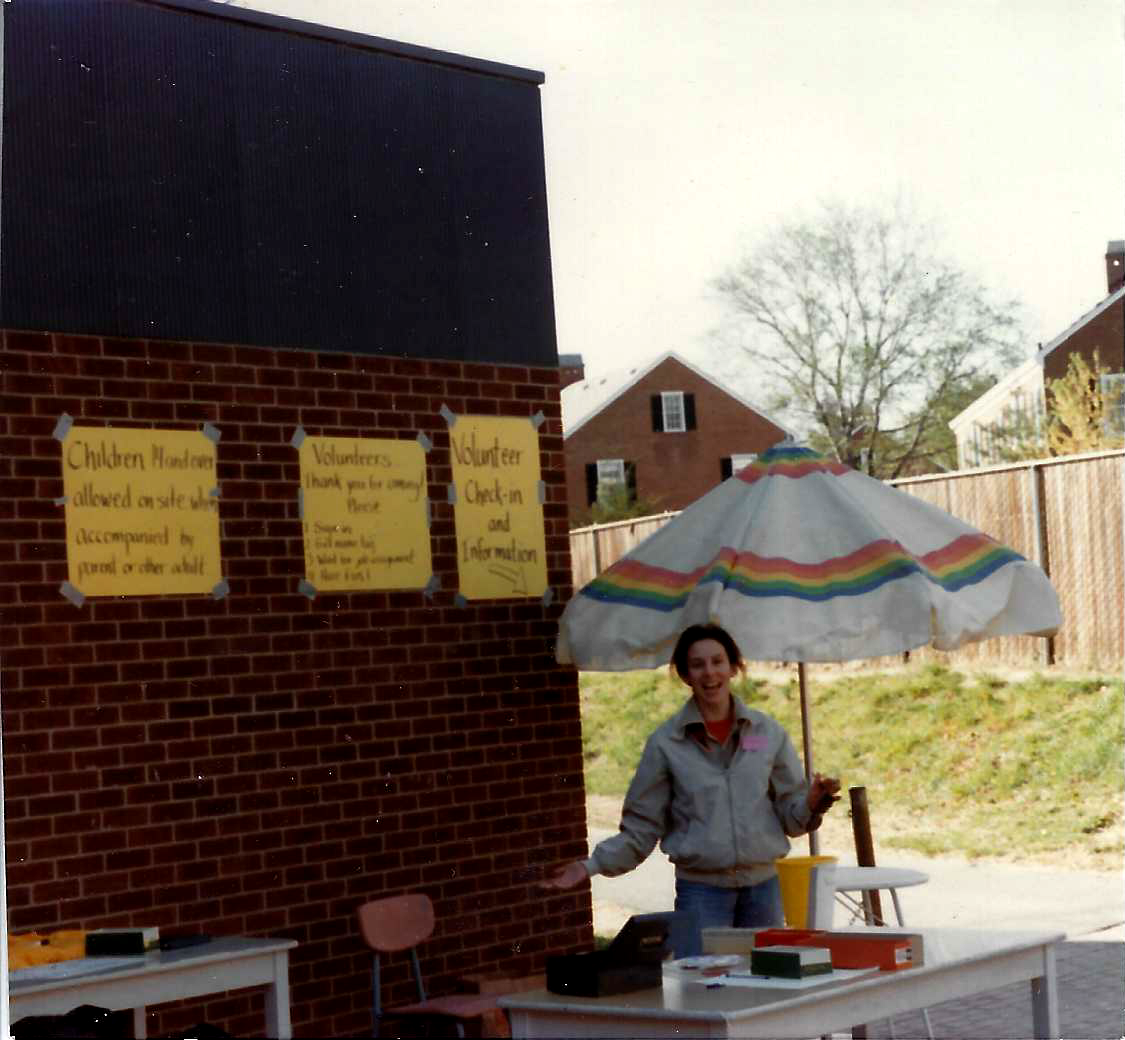 Children
allowed on site when
accompanied by
parent or other adult
Volunteers...
Thank you for coming!
Please
1 Sign in
2 Get name tag
3 Wait for job assignment
4 Have fun!
Volunteer
Check-in
and
Information